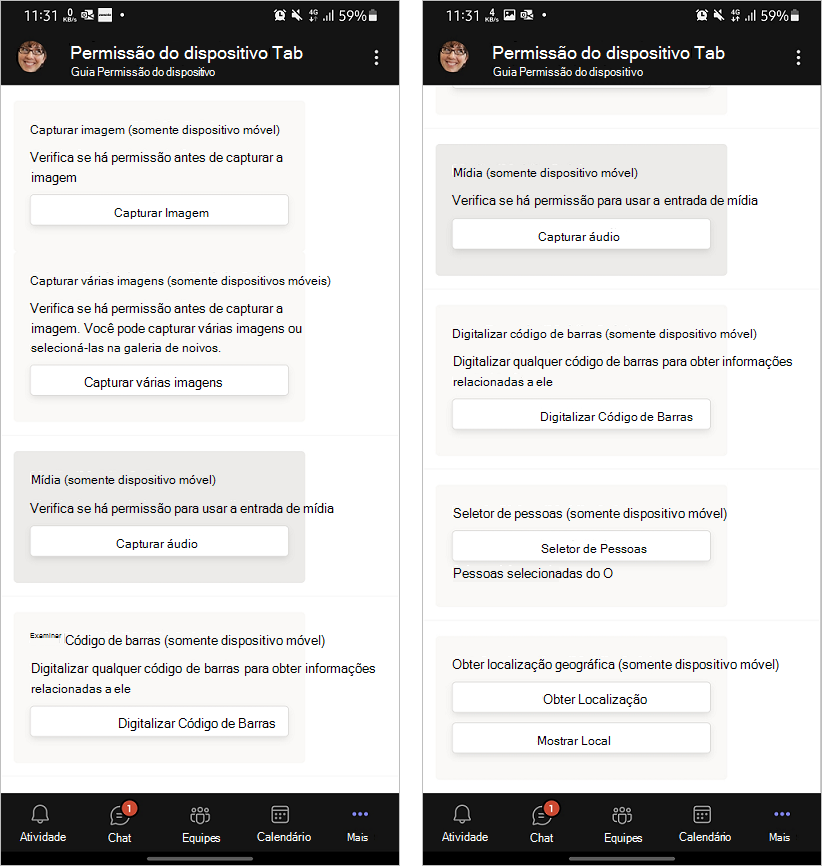 11:31 0 KB/s 4G 59%
Permissão do dispositivo Tab
Guia Permissão do dispositivo
Capturar imagem (somente dispositivo móvel)
Verifica se há permissão antes de capturar a
imagem
Capturar Imagem
Capturar várias imagens (somente dispositivos móveis)
Verifica se há permissão antes de capturar a
imagem. Você pode capturar várias imagens ou
selecioná-las na galeria de noivos.
Capturar várias imagens
Mídia (somente dispositivo móvel)
Verifica se há permissão para usar a entrada de mídia
Capturar áudio
Examinar Código de barras (somente dispositivo móvel)
Digitalizar qualquer código de barras para obter informações
relacionadas a ele
Digitalizar Código de Barras
Atividade
1
Chat
Equipes
Calendário
Mais
11:31 4 KB/s 4G 59%
Permissão do dispositivo Tab
Guia Permissão do dispositivo
Mídia (somente dispositivo móvel)
Verifica se há permissão para usar a entrada de mídia
Capturar áudio
Digitalizar código de barras (somente dispositivo móvel)
Digitalizar qualquer código de barras para obter informações
relacionadas a ele
Digitalizar Código de Barras
Seletor de pessoas (somente dispositivo móvel)
Seletor de Pessoas
Pessoas selecionadas do O
Obter localização geográfica (somente dispositivo móvel)
Obter Localização
Mostrar Local
Atividade
1
Chat
Equipes
Calendário
Mais